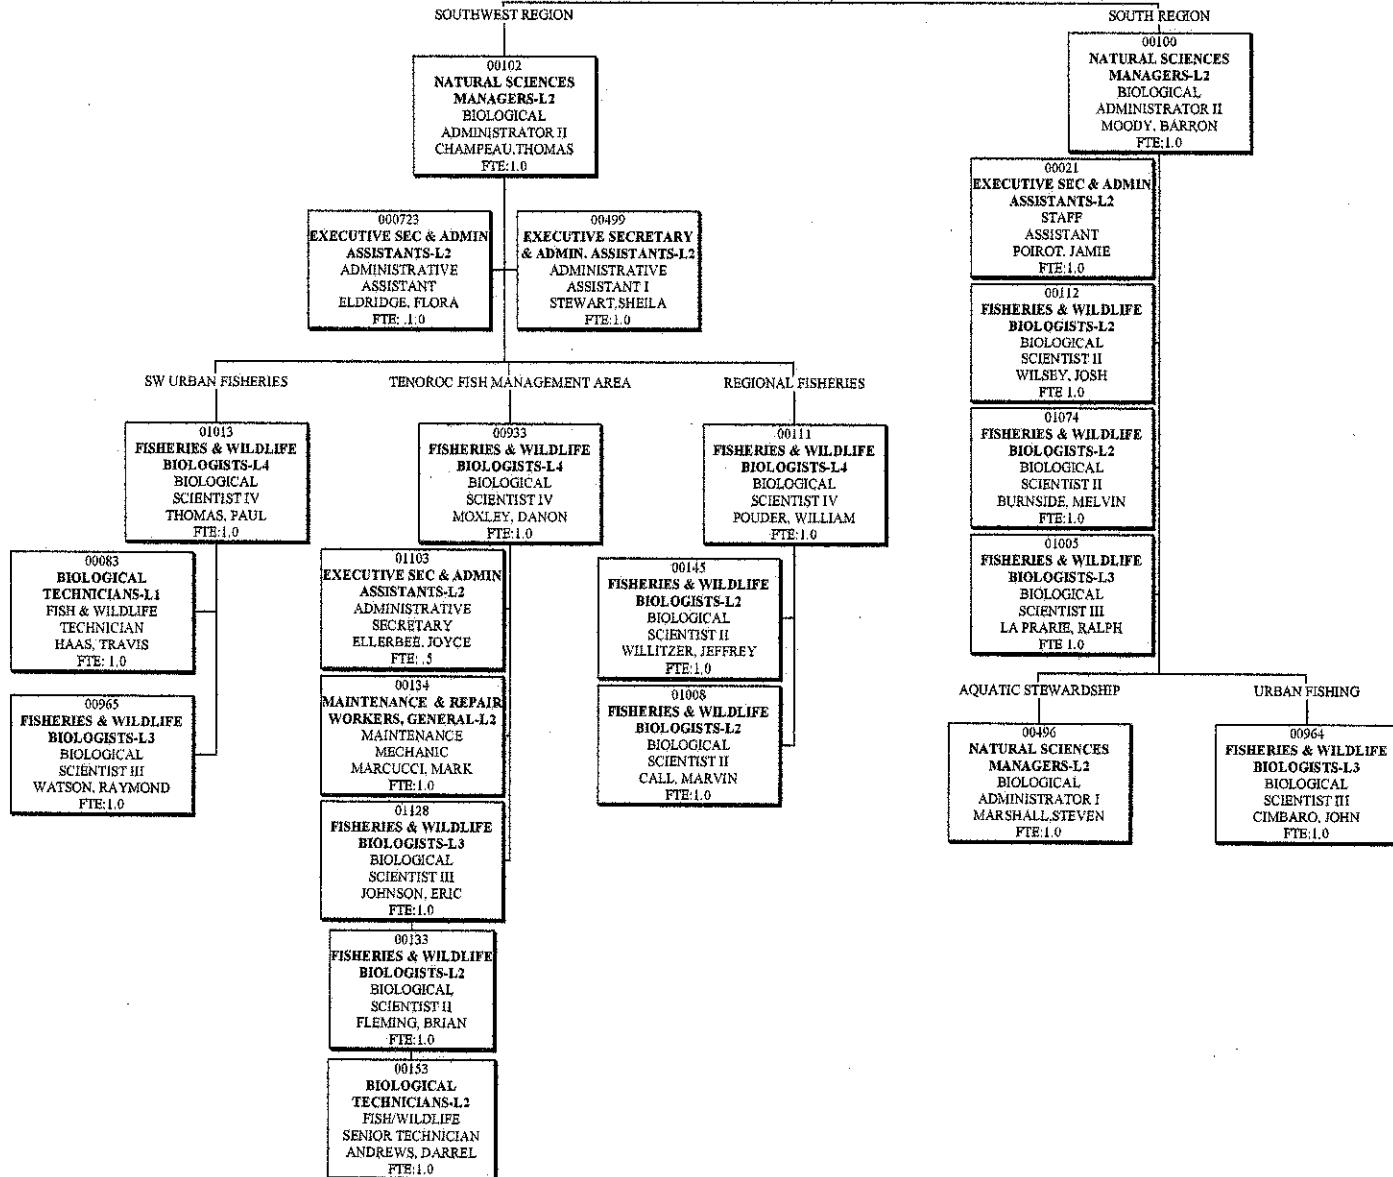 SOUTHWEST REGION
00102
NATURAL SCIENCES
MANAGERS-L2
BIOLOGICAL
ADMINISTRATOR II
CHAMPEAU,THOMAS
FTE:1.0
000723
EXECUTIVE SEC & ADMIN
ASSISTANTS-L2
ADMINISTRATIVE
ASSISTANT
ELDRIDGE, FLORA
FTE: .1.0
00499
EXECUTIVE SECRETARY
& ADMIN. ASSISTANTS-L2
ADMINISTRATIVE
ASSISTANT I
STEWART,SHEILA
FTE:1.0
SW URBAN FISHERIES
01013
FISHERIES & WILDLIFE
BIOLOGISTS-L4
BIOLOGICAL
SCIENTIST IV
THOMAS, PAUL
FTE:1.0
00083
BIOLOGICAL
TECHNICIANS-L1
FISH & WILDLIFE
TECHNICIAN
HAAS, TRAVIS
FTE: 1.0
00965
FISHERIES & WILDLIFE
BIOLOGISTS-L3
BIOLOGICAL
SCIENTIST III
WATSON, RAYMOND
FTE:1.0
TENOROC FISH MANAGEMENT AREA
00933
FISHERIES & WILDLIFE
BIOLOGISTS-L4
BIOLOGICAL
SCIENTIST IV
MOXLEY, DANON
FTE:1.0
01103
EXECUTIVE SEC & ADMIN
ASSISTANTS-L2
ADMINISTRATIVE
SECRETARY
ELLERBEE, JOYCE
FTE: .5
00134
MAINTENANCE & REPAIR
WORKERS, GENERAL-L2
MAINTENANCE
MECHANIC
MARCUCCI, MARK
FTE:1.0
01128
FISHERIES & WILDLIFE
BIOLOGISTS-L3
BIOLOGICAL
SCIENTIST III
JOHNSON, ERIC
FTE:1.0
00133
FISHERIES & WILDLIFE
BIOLOGISTS-L2
BIOLOGICAL
SCIENTIST II
FLEMING, BRIAN
FTE:1.0
00153
BIOLOGICAL
TECHNICIANS-L2
FISH/WILDLIFE
SENIOR TECHNICIAN
ANDREWS, DARREL
FTE:1.0
REGIONAL FISHERIES
00111
FISHERIES & WILDLIFE
BIOLOGISTS-L4
BIOLOGICAL
SCIENTIST IV
POUDER, WILLIAM
FTE:1.0
00145
FISHERIES & WILDLIFE
BIOLOGISTS-L2
BIOLOGICAL
SCIENTIST II
WILLITZER, JEFFREY
FTE:1.0
01008
FISHERIES & WILDLIFE
BIOLOGISTS-L2
BIOLOGICAL
SCIENTIST II
CALL, MARVIN
FTE:1.0
SOUTH REGION
00100
NATURAL SCIENCES
MANAGERS-L2
BIOLOGICAL
ADMINISTRATOR II
MOODY, BARRON
FTE:1.0
00021
EXECUTIVE SEC & ADMIN
ASSISTANTS-L2
STAFF
ASSISTANT
POIROT, JAMIE
FTE:1.0
00112
FISHERIES & WILDLIFE
BIOLOGISTS-L2
BIOLOGICAL
SCIENTIST II
WILSEY, JOSH
FTE 1.0
01074
FISHERIES & WILDLIFE
BIOLOGISTS-L2
BIOLOGICAL
SCIENTIST II
BURNSIDE, MELVIN
FTE:1.0
01005
FISHERIES & WILDLIFE
BIOLOGISTS-L3
BIOLOGICAL
SCIENTIST III
LA PRARIE, RALPH
FTE 1.0
AQUATIC STEWARDSHIP
00496
NATURAL SCIENCES
MANAGERS-L2
BIOLOGICAL
ADMINISTRATOR I
MARSHALL,STEVEN
FTE:1.0
URBAN FISHING
00964
FISHERIES & WILDLIFE
BIOLOGISTS-L3
BIOLOGICAL
SCIENTIST III
CIMBARO, JOHN
FTE:1.0